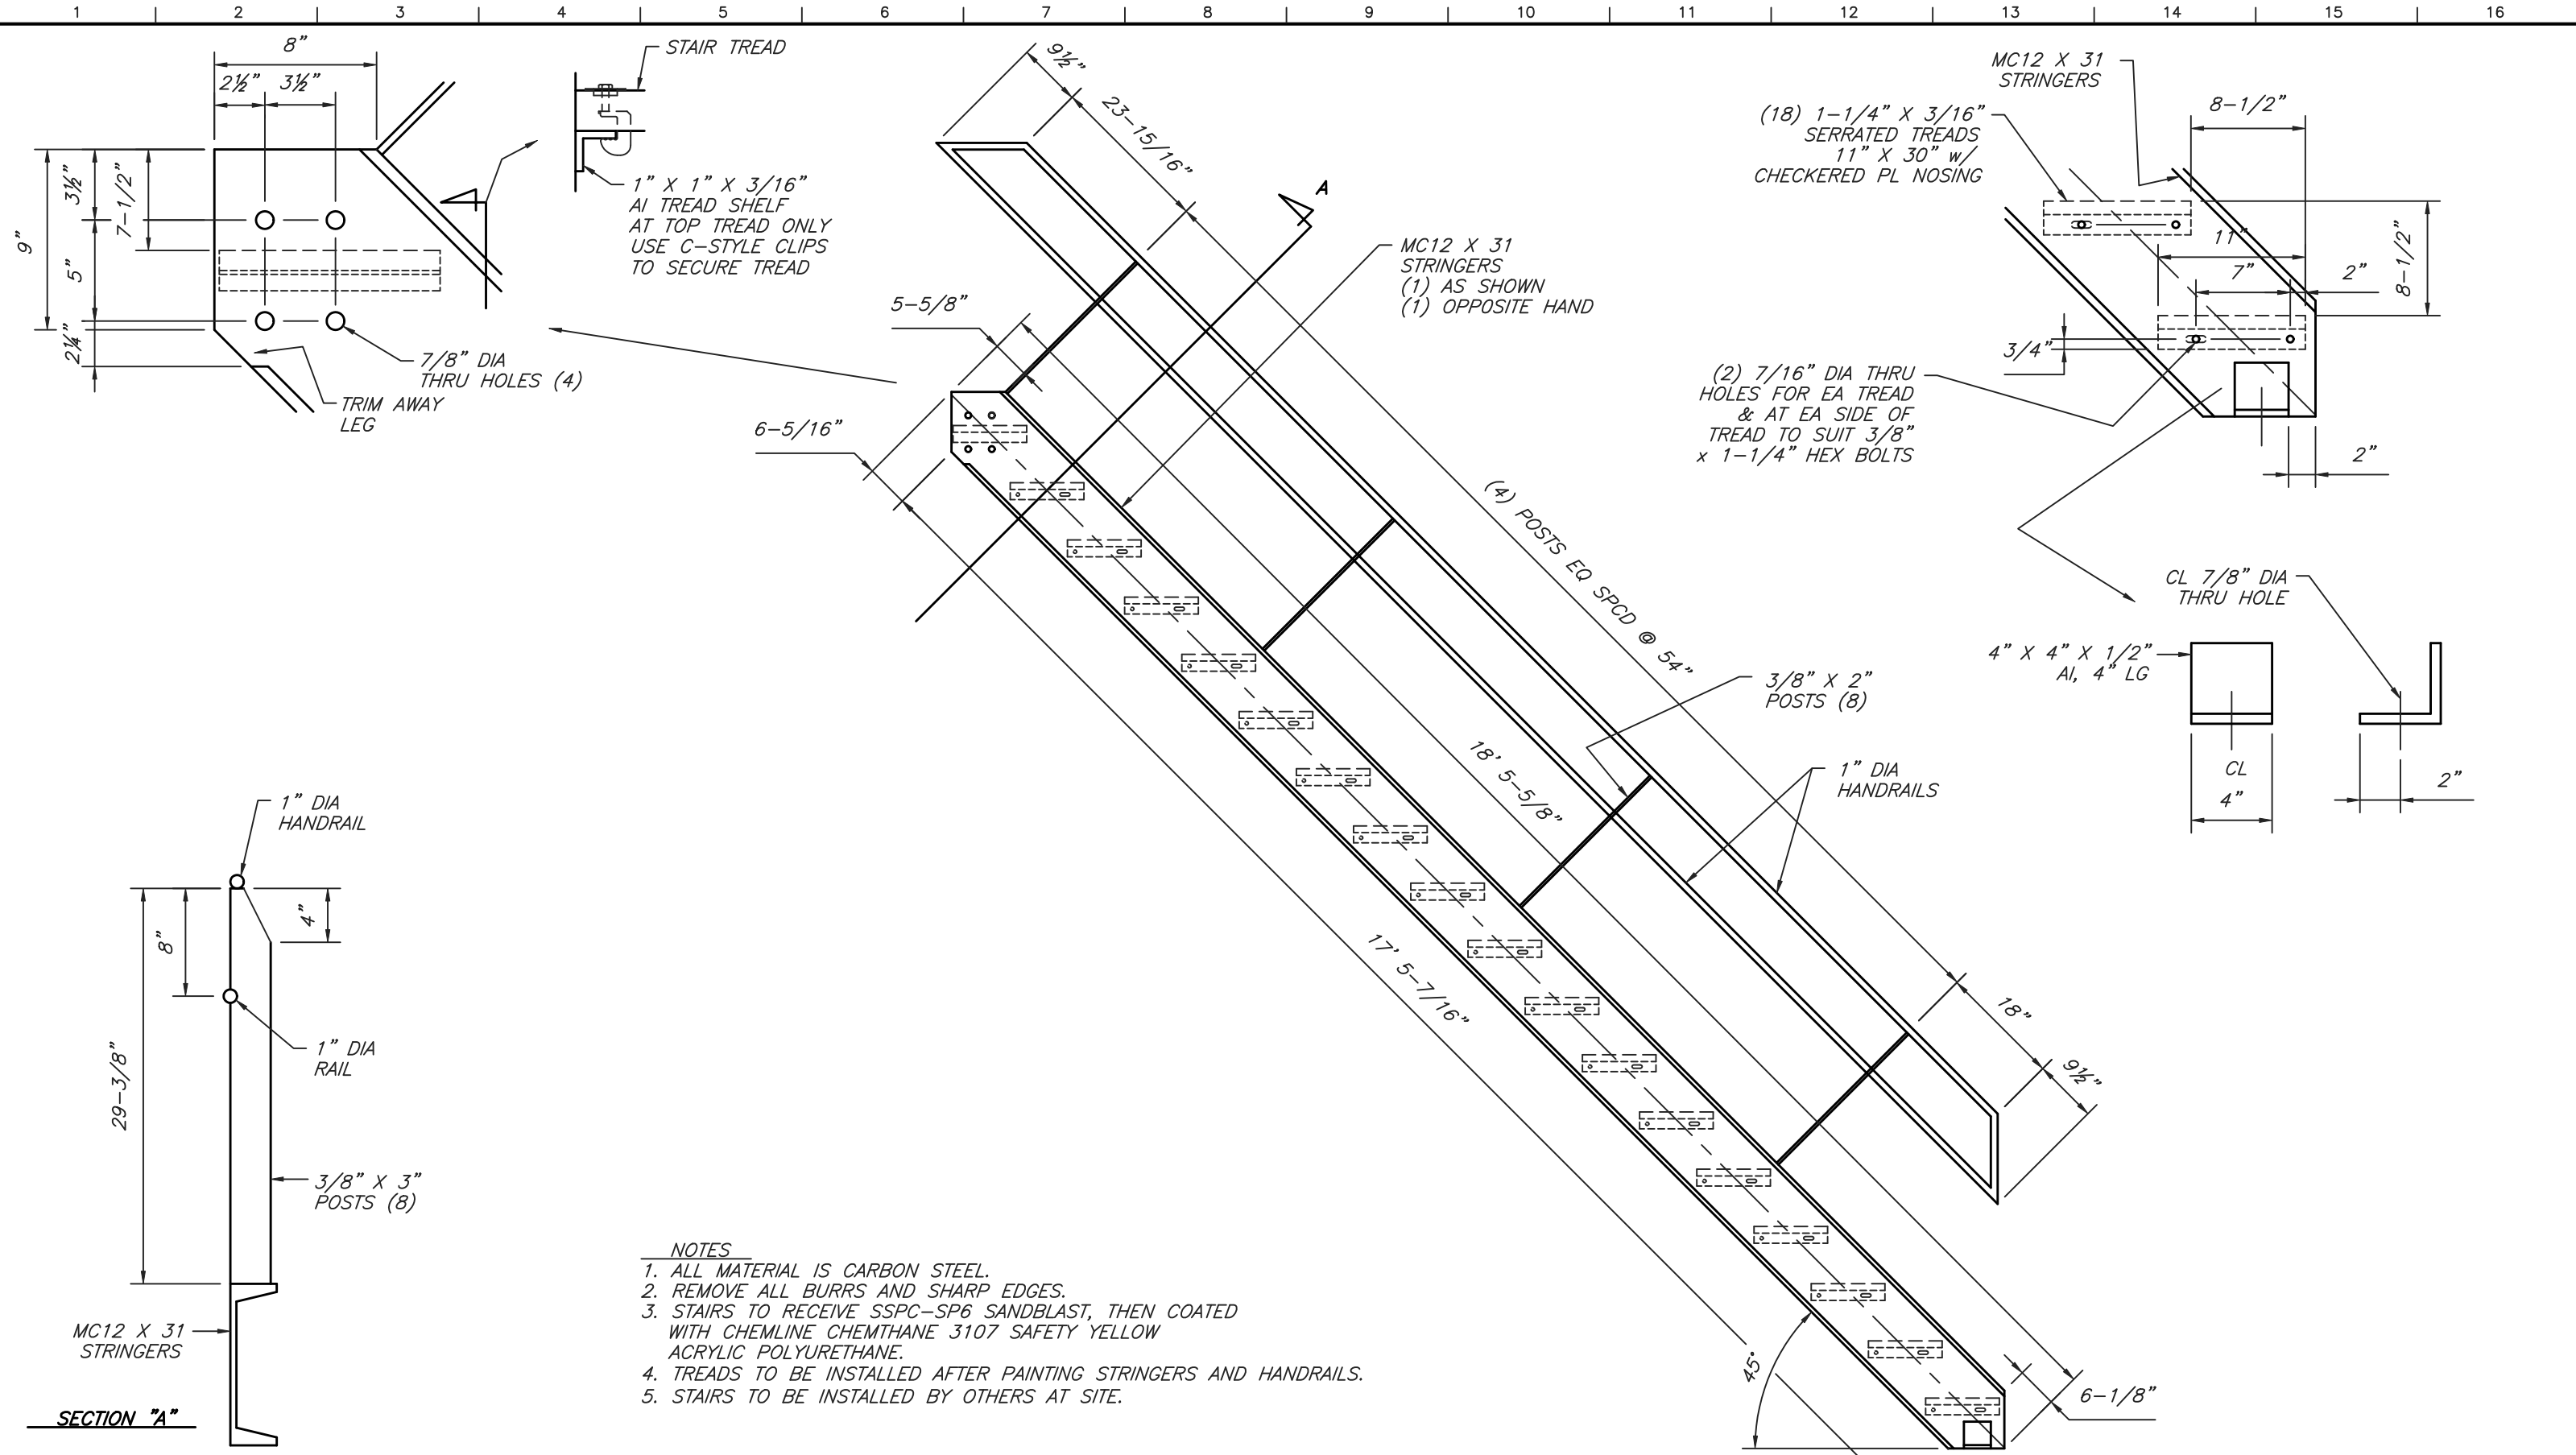 1 2 3 4 5 6 7 8 9 10 11 12 13 14 15 16
8”
2½” 3½”
9”
3½”
7-1/2”
5”
2¼”
7/8” DIA
THRU HOLES (4)
TRIM AWAY
LEG
STAIR TREAD
1” X 1” X 3/16”
AI TREAD SHELF
AT TOP TREAD ONLY
USE C-STYLE CLIPS
TO SECURE TREAD
9½”
23-15/16”
A
MC12 X 31
STRINGERS
(1) AS SHOWN
(1) OPPOSITE HAND
5-5/8”
6-5/16”
(4) POSTS EQ SPCD @ 54”
3/8” X 2”
POSTS (8)
18’ 5-5/8”
1” DIA
HANDRAILS
17’ 5-7/16”
18”
9½”
45°
6-1/8”
MC12 X 31
STRINGERS
(18) 1-1/4” X 3/16”
SERRATED TREADS
11” X 30” w/
CHECKERED PL NOSING
8-1/2”
11”
7”
2”
8-1/2”
3/4”
(2) 7/16” DIA THRU
HOLES FOR EA TREAD
& AT EA SIDE OF
TREAD TO SUIT 3/8”
x 1-1/4” HEX BOLTS
2”
CL 7/8” DIA
THRU HOLE
4” X 4” X 1/2”
AI, 4” LG
CL
4”
2”
1” DIA
HANDRAIL
4”
8”
29-3/8”
1” DIA
RAIL
3/8” X 3”
POSTS (8)
MC12 X 31
STRINGERS
SECTION ”A”
NOTES
1. ALL MATERIAL IS CARBON STEEL.
2. REMOVE ALL BURRS AND SHARP EDGES.
3. STAIRS TO RECEIVE SSPC-SP6 SANDBLAST, THEN COATED
WITH CHEMLINE CHEMTHANE 3107 SAFETY YELLOW
ACRYLIC POLYURETHANE.
4. TREADS TO BE INSTALLED AFTER PAINTING STRINGERS AND HANDRAILS.
5. STAIRS TO BE INSTALLED BY OTHERS AT SITE.